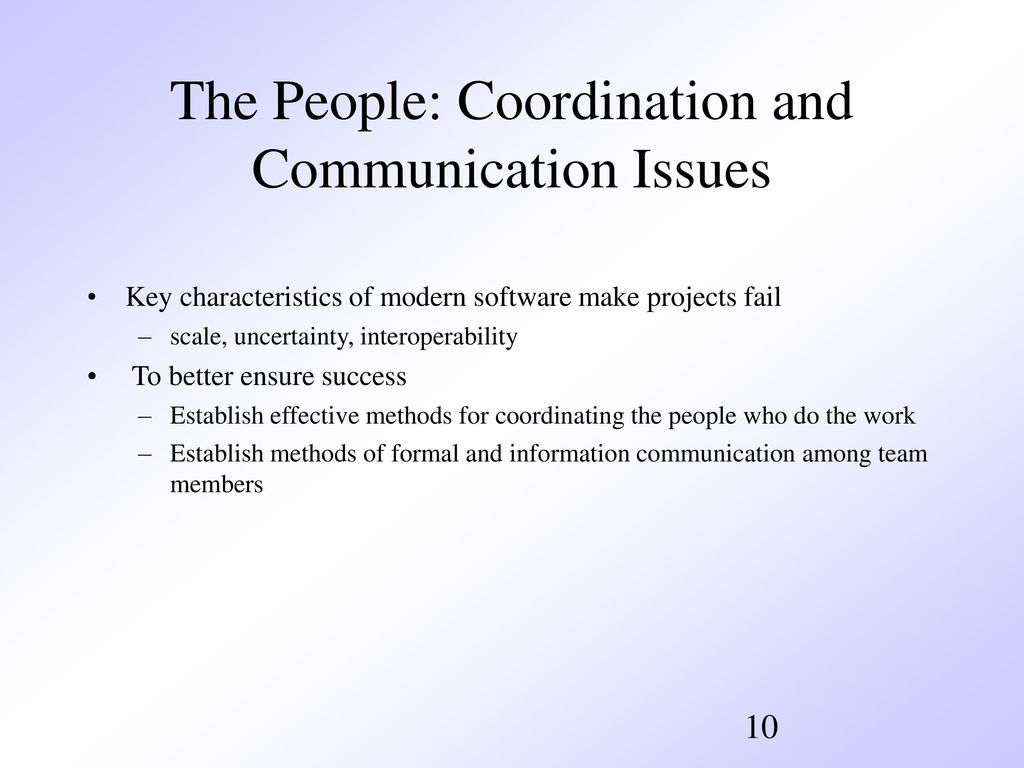 The People: Coordination and
Communication Issues
• Key characteristics of modern software make projects fail
– scale, uncertainty, interoperability
• To better ensure success
– Establish effective methods for coordinating the people who do the work
– Establish methods of formal and information communication among team
members
10